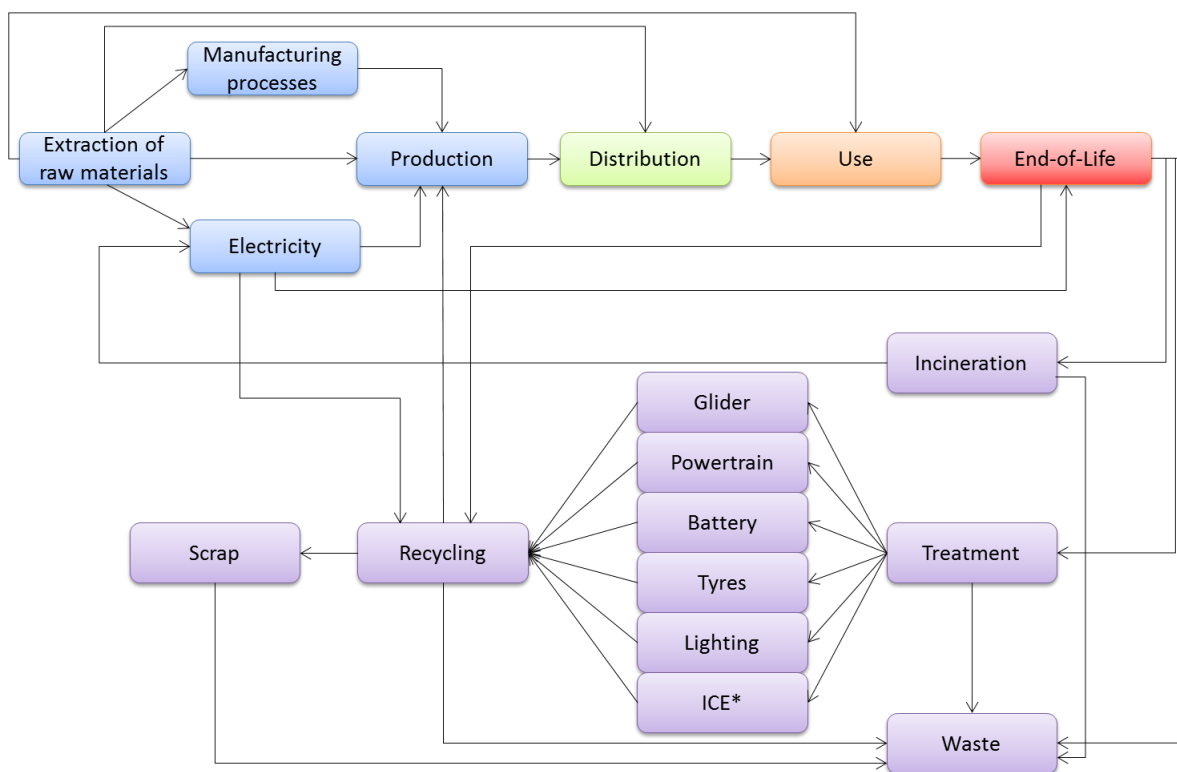 Manufacturing
processes
Extraction of
raw materials
Production
Distribution
Use
End-of-Life
Electricity
Incineration
Glider
Powertrain
Battery
Tyres
Lighting
ICE*
Scrap
Recycling
Treatment
Waste